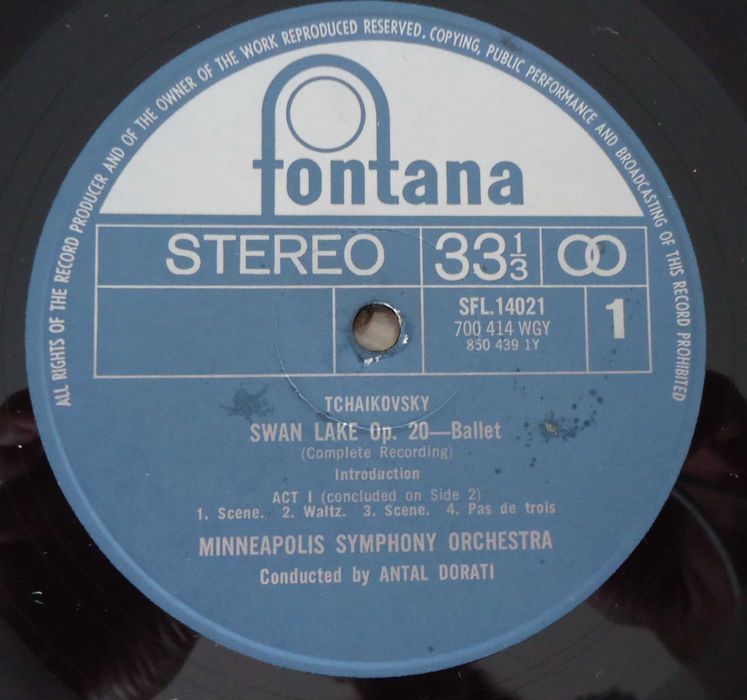 ALL RIGHTS OF THE RECORD PRODUCER AND OF THE OWNER OF THE WORK REPRODUCED RESERVED. COPYING, PUBLIC PERFORMANCE AND BROADCASTING OF THIS RECORD PROHIBITED
fontana
STEREO 33⅓
SFL.14021 1
700 414 WGY
850 439 1Y
TCHAIKOVSKY
SWAN LAKE Op. 20—Ballet
(Complete Recording)
Introduction
ACT I (concluded on Side 2)
1. Scene. 2. Waltz. 3. Scene. 4. Pas de trois
MINNEAPOLIS SYMPHONY ORCHESTRA
Conducted by ANTAL DORATI